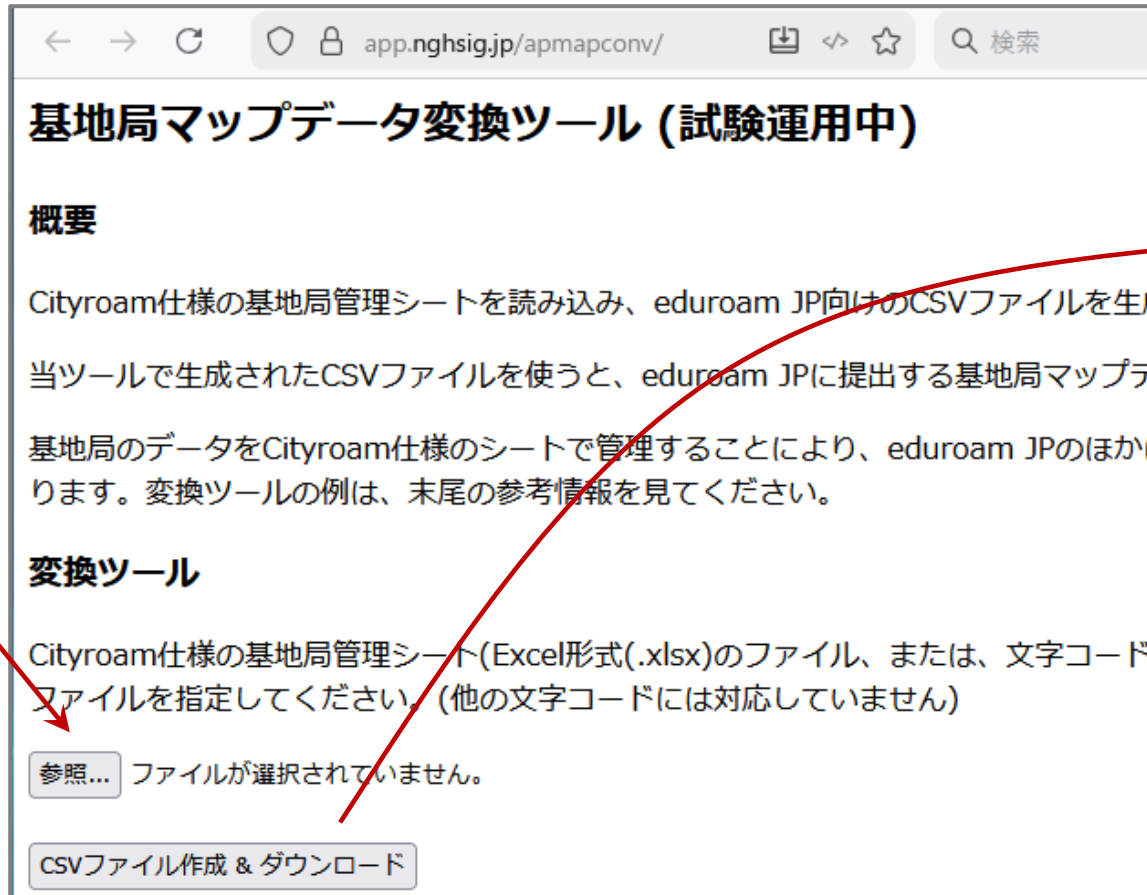 app.nghsig.jp/apmapconv/ 検索
基地局マップデータ変換ツール (試験運用中)
概要
Cityroam仕様の基地局管理シートを読み込み、eduroam JP向けのCSVファイルを生
当ツールで生成されたCSVファイルを使うと、eduroam JPに提出する基地局マップデ
基地局のデータをCityroam仕様のシートで管理することにより、eduroam JPのほか
ります。変換ツールの例は、末尾の参考情報を見てください。
変換ツール
Cityroam仕様の基地局管理シート(Excel形式(.xlsx)のファイル、または、文字コード
ファイルを指定してください。(他の文字コードには対応していません)
参照... ファイルが選択されていません。
CSVファイル作成 & ダウンロード